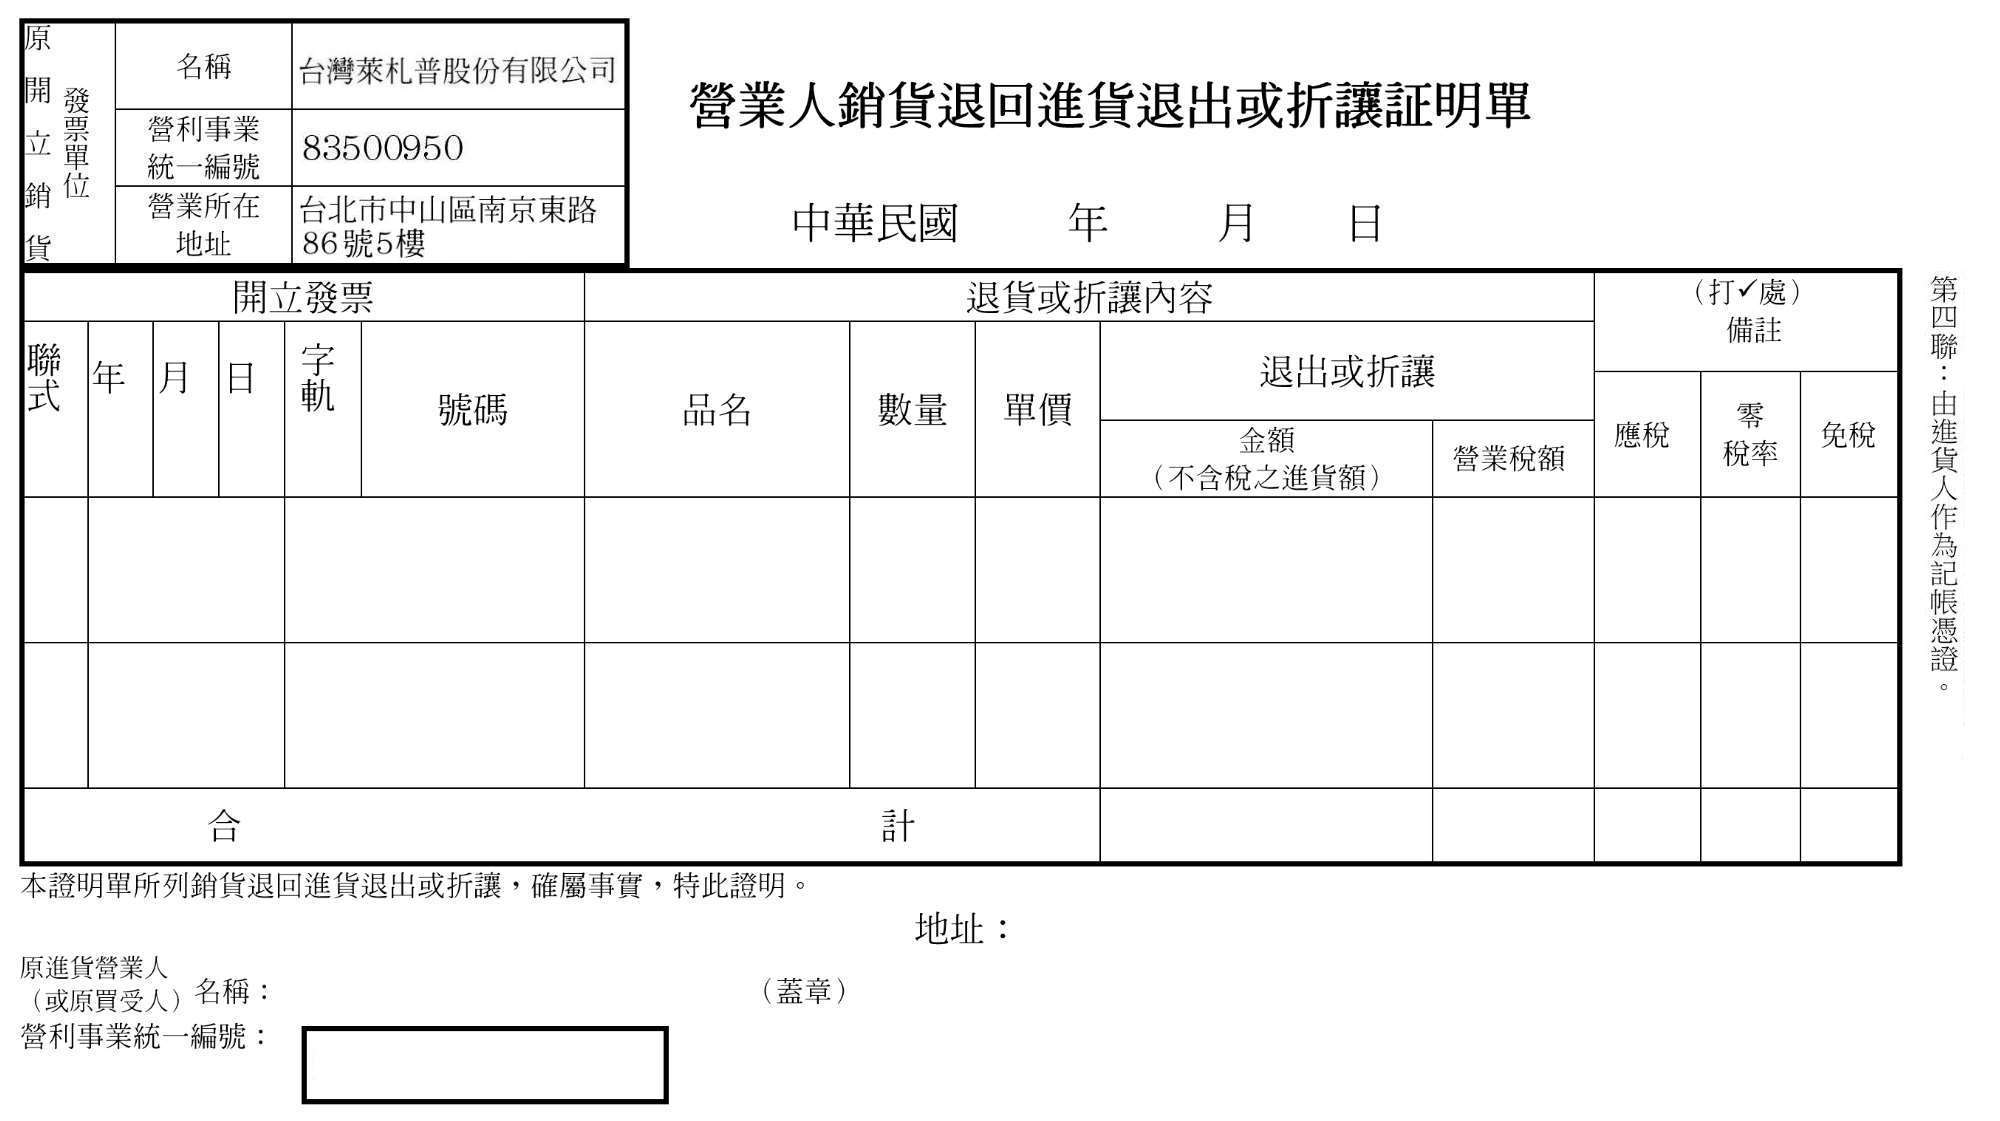 原開立銷貨
發票單位
名稱
台灣萊札普股份有限公司
營利事業
統一編號
83500950
營業所在
地址
台北市中山區南京東路
86號5樓
營業人銷貨退回進貨退出或折讓証明單
中華民國 年 月 日
開立發票
退貨或折讓內容
（打✓處）
備註
聯式
年
月
日
字軌
號碼
品名
數量
單價
退出或折讓
金額
（不含稅之進貨額）
營業稅額
應稅
零
稅率
免稅
合 計
第四聯：由進貨人作為記帳憑證。
本證明單所列銷貨退回進貨退出或折讓，確屬事實，特此證明。
地址：
原進貨營業人
（或原買受人）名稱： （蓋章）
營利事業統一編號：